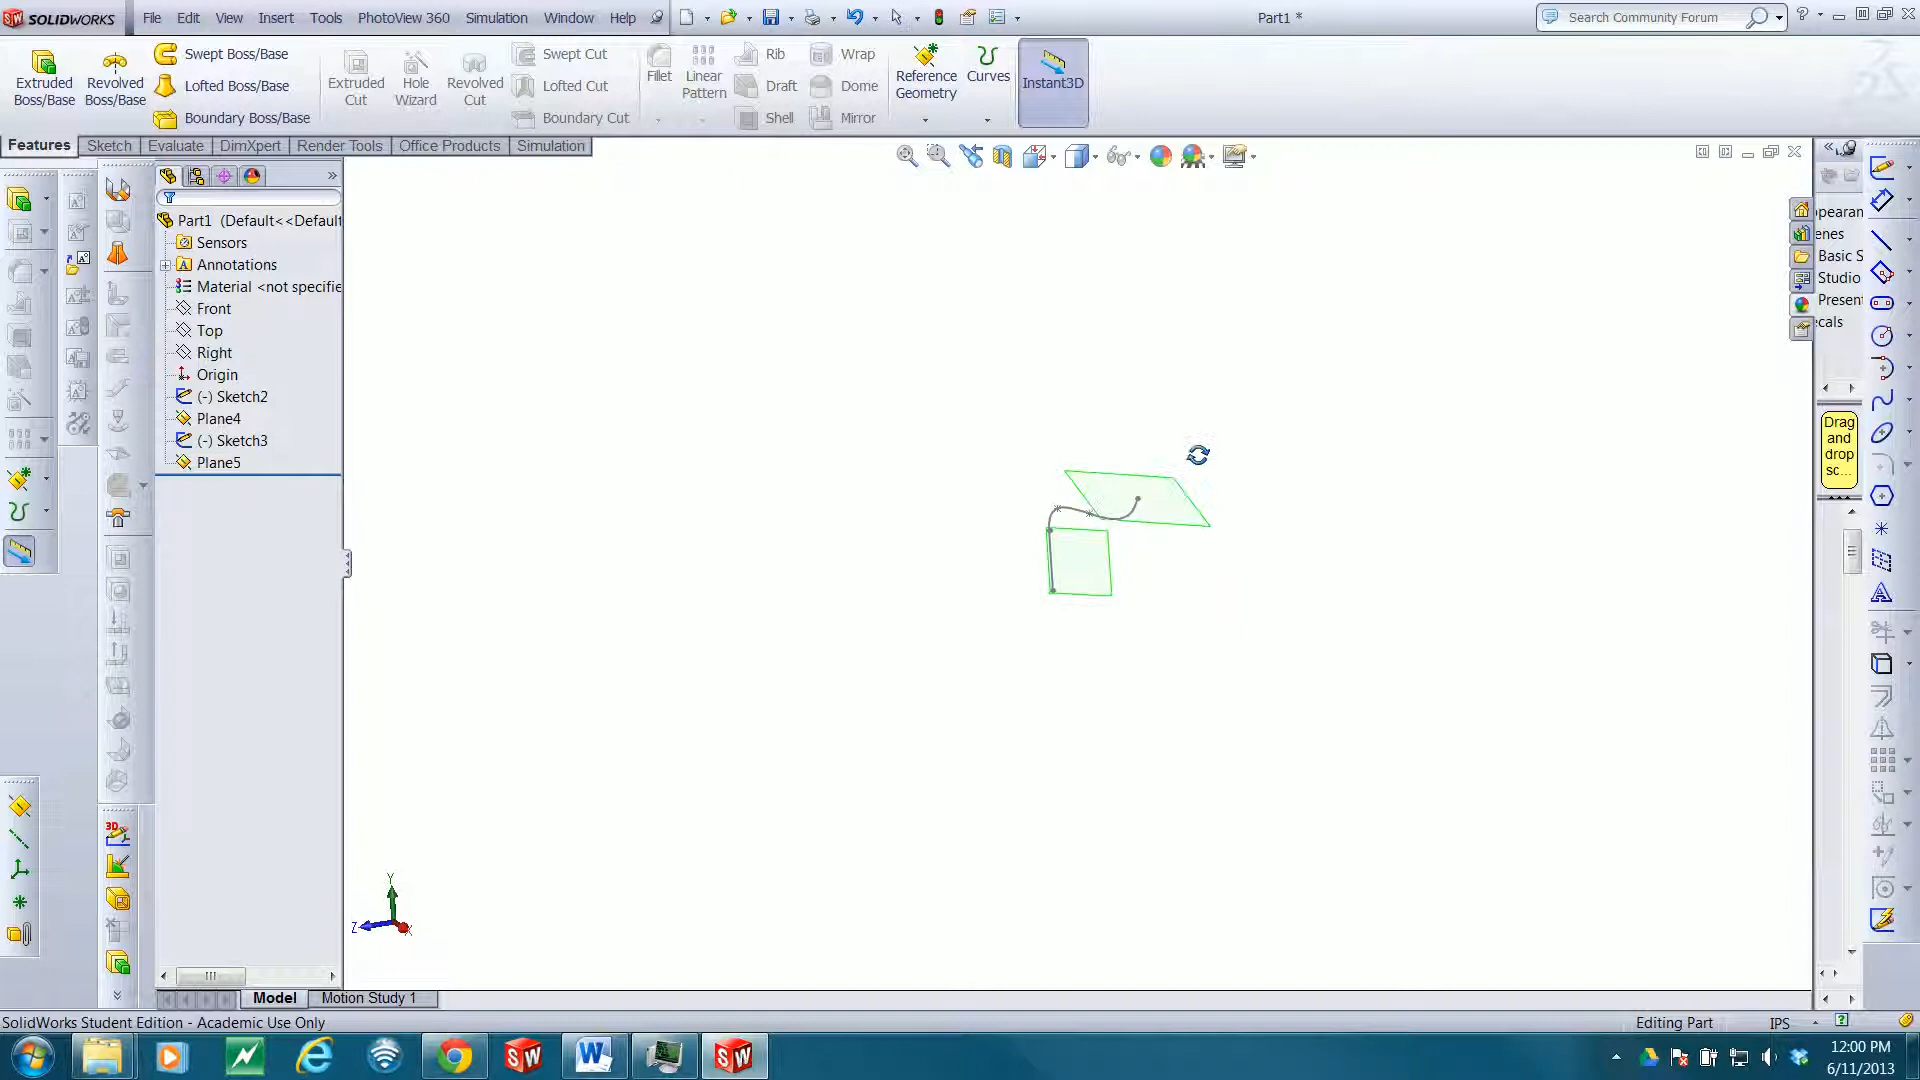 SOLIDWORKS File Edit View Insert Tools PhotoView 360 Simulation Window Help Part1 * Search Community Forum
Extruded Boss/Base
Revolved Boss/Base
Swept Boss/Base
Lofted Boss/Base
Boundary Boss/Base
Extruded Cut
Hole Wizard
Revolved Cut
Swept Cut
Lofted Cut
Boundary Cut
Fillet
Linear Pattern
Rib
Draft
Shell
Wrap
Dome
Mirror
Reference Geometry
Curves
Instant3D
Features Sketch Evaluate DimXpert Render Tools Office Products Simulation
Part1 (Default<<Default
Sensors
Annotations
Material <not specifie
Front
Top
Right
Origin
(-) Sketch2
Plane4
(-) Sketch3
Plane5
ppearan
enes
Basic S
Studio
Present
ecals
Drag
and
drop
sc...
3D
Y
Z
X
Model Motion Study 1
SolidWorks Student Edition - Academic Use Only Editing Part IPS
12:00 PM
6/11/2013